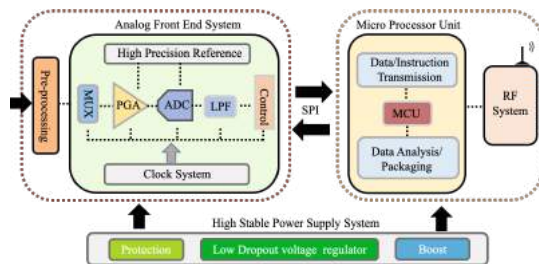 Analog Front End System
Micro Processor Unit
High Precision Reference
Pre-processing
MUX
PGA
ADC
LPF
Control
Clock System
SPI
Data/Instruction
Transmission
MCU
Data Analysis/
Packaging
RF
System
High Stable Power Supply System
Protection
Low Dropout voltage regulator
Boost